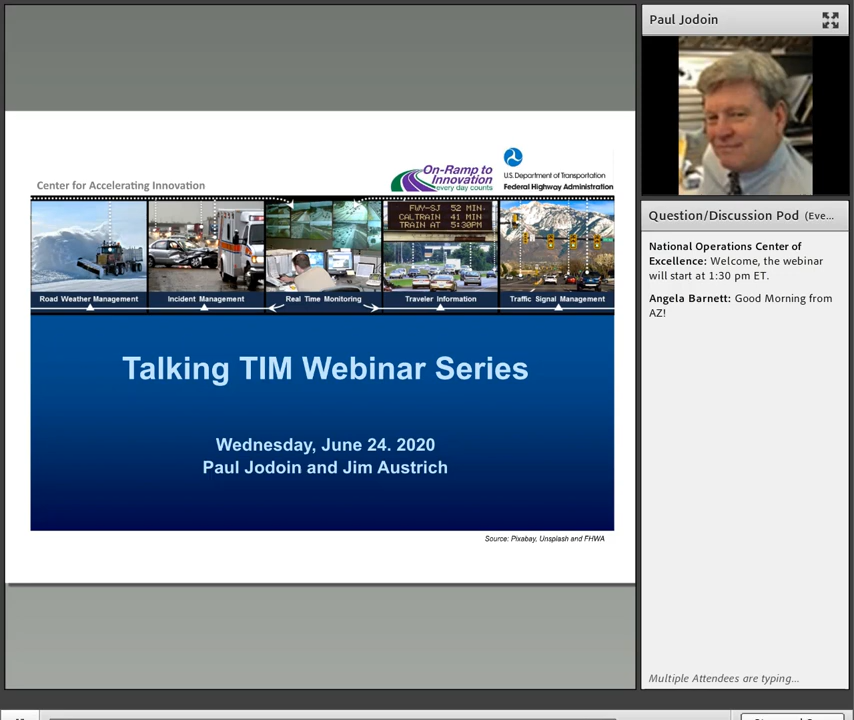 Paul Jodoin
Center for Accelerating Innovation
On-Ramp to
Innovation
every day counts
U.S. Department of Transportation
Federal Highway Administration
FWY-SJ 52 MIN
CALTRAIN 41 MIN
TRAIN AT 5:30PM
Road Weather Management
Incident Management
Real Time Monitoring
Traveler Information
Traffic Signal Management
Talking TIM Webinar Series
Wednesday, June 24. 2020
Paul Jodoin and Jim Austrich
Source: Pixabay, Unsplash and FHWA
Question/Discussion Pod (Eve...
National Operations Center of
Excellence: Welcome, the webinar
will start at 1:30 pm ET.
Angela Barnett: Good Morning from
AZ!
Multiple Attendees are typing...